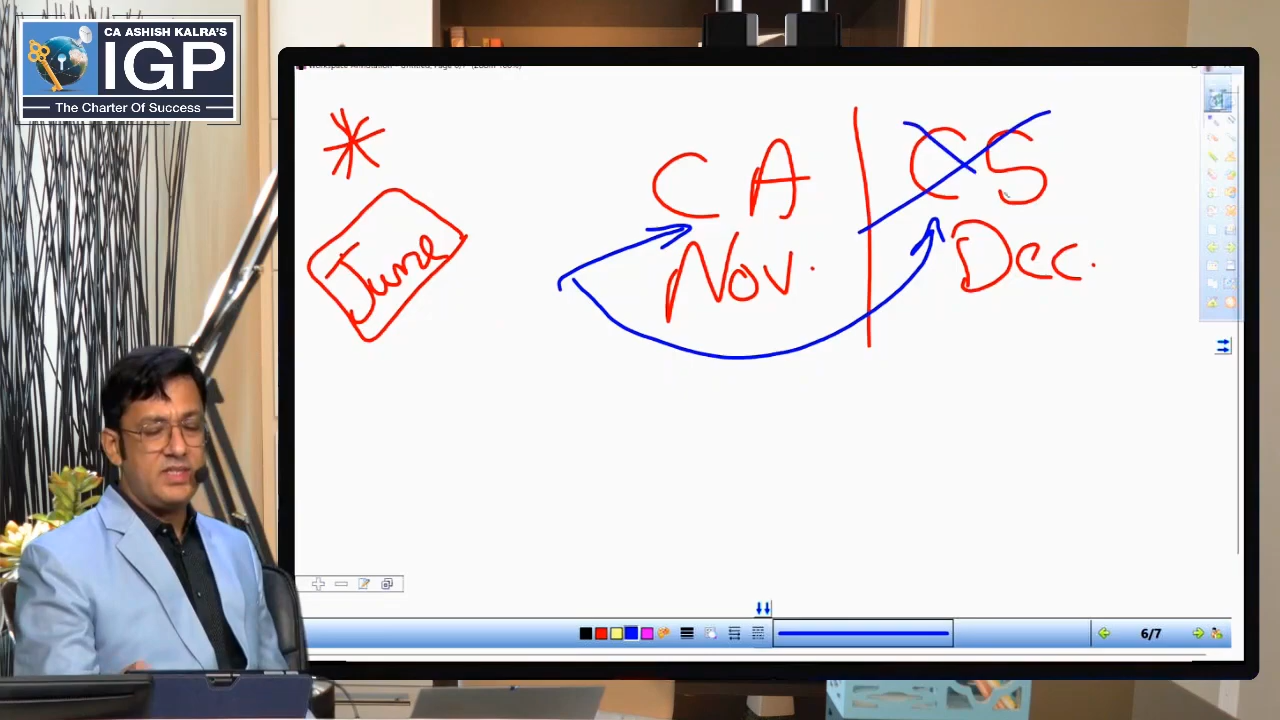 CA ASHISH KALRA'S
IGP
The Charter Of Success
*
CA | CS
June
Nov. | Dec.
6/7